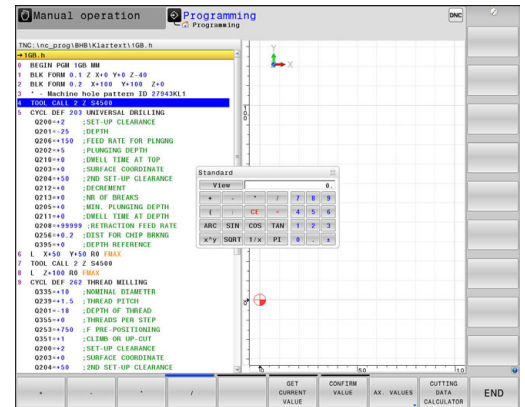 Manual operation
Programming
Programming
DNC
TNC:\nc_prog\BHB\Klartext\1GB.h
→1GB.h
0 BEGIN PGM 1GB MM
1 BLK FORM 0.1 Z X+0 Y+0 Z-40
2 BLK FORM 0.2 X+100 Y+100 Z+0
3 * - Machine hole pattern ID 27943KL1
4 TOOL CALL 2 Z S4500
5 CYCL DEF 203 UNIVERSAL DRILLING
Q200=+2 ;SET-UP CLEARANCE
Q201=-25 ;DEPTH
Q206=+150 ;FEED RATE FOR PLNGNG
Q202=+5 ;PLUNGING DEPTH
Q210=+0 ;DWELL TIME AT TOP
Q203=+0 ;SURFACE COORDINATE
Q204=+50 ;2ND SET-UP CLEARANCE
Q212=+0 ;DECREMENT
Q213=+0 ;NR OF BREAKS
Q205=+0 ;MIN. PLUNGING DEPTH
Q211=+0 ;DWELL TIME AT DEPTH
Q208=+99999 ;RETRACTION FEED RATE
Q256=+0.2 ;DIST FOR CHIP BRKNG
Q395=+0 ;DEPTH REFERENCE
6 L X+50 Y+50 R0 FMAX
7 TOOL CALL 2 Z S4500
8 L Z+100 R0 FMAX
9 CYCL DEF 262 THREAD MILLING
Q335=+10 ;NOMINAL DIAMETER
Q239=+1.5 ;THREAD PITCH
Q201=-18 ;DEPTH OF THREAD
Q355=+0 ;THREADS PER STEP
Q253=+750 ;F PRE-POSITIONING
Q351=+1 ;CLIMB OR UP-CUT
Q200=+2 ;SET-UP CLEARANCE
Q203=+0 ;SURFACE COORDINATE
Q204=+50 ;2ND SET-UP CLEARANCE
Y
X
100
0
0
50
10
Standard
View 0.
+ - * / 7 8 9
( ) CE = 4 5 6
ARC SIN COS TAN 1 2 3
x^y SQRT 1/x PI 0 . ±
+
-
*
/
GET CURRENT VALUE
CONFIRM VALUE
AX. VALUES
CUTTING DATA CALCULATOR
END